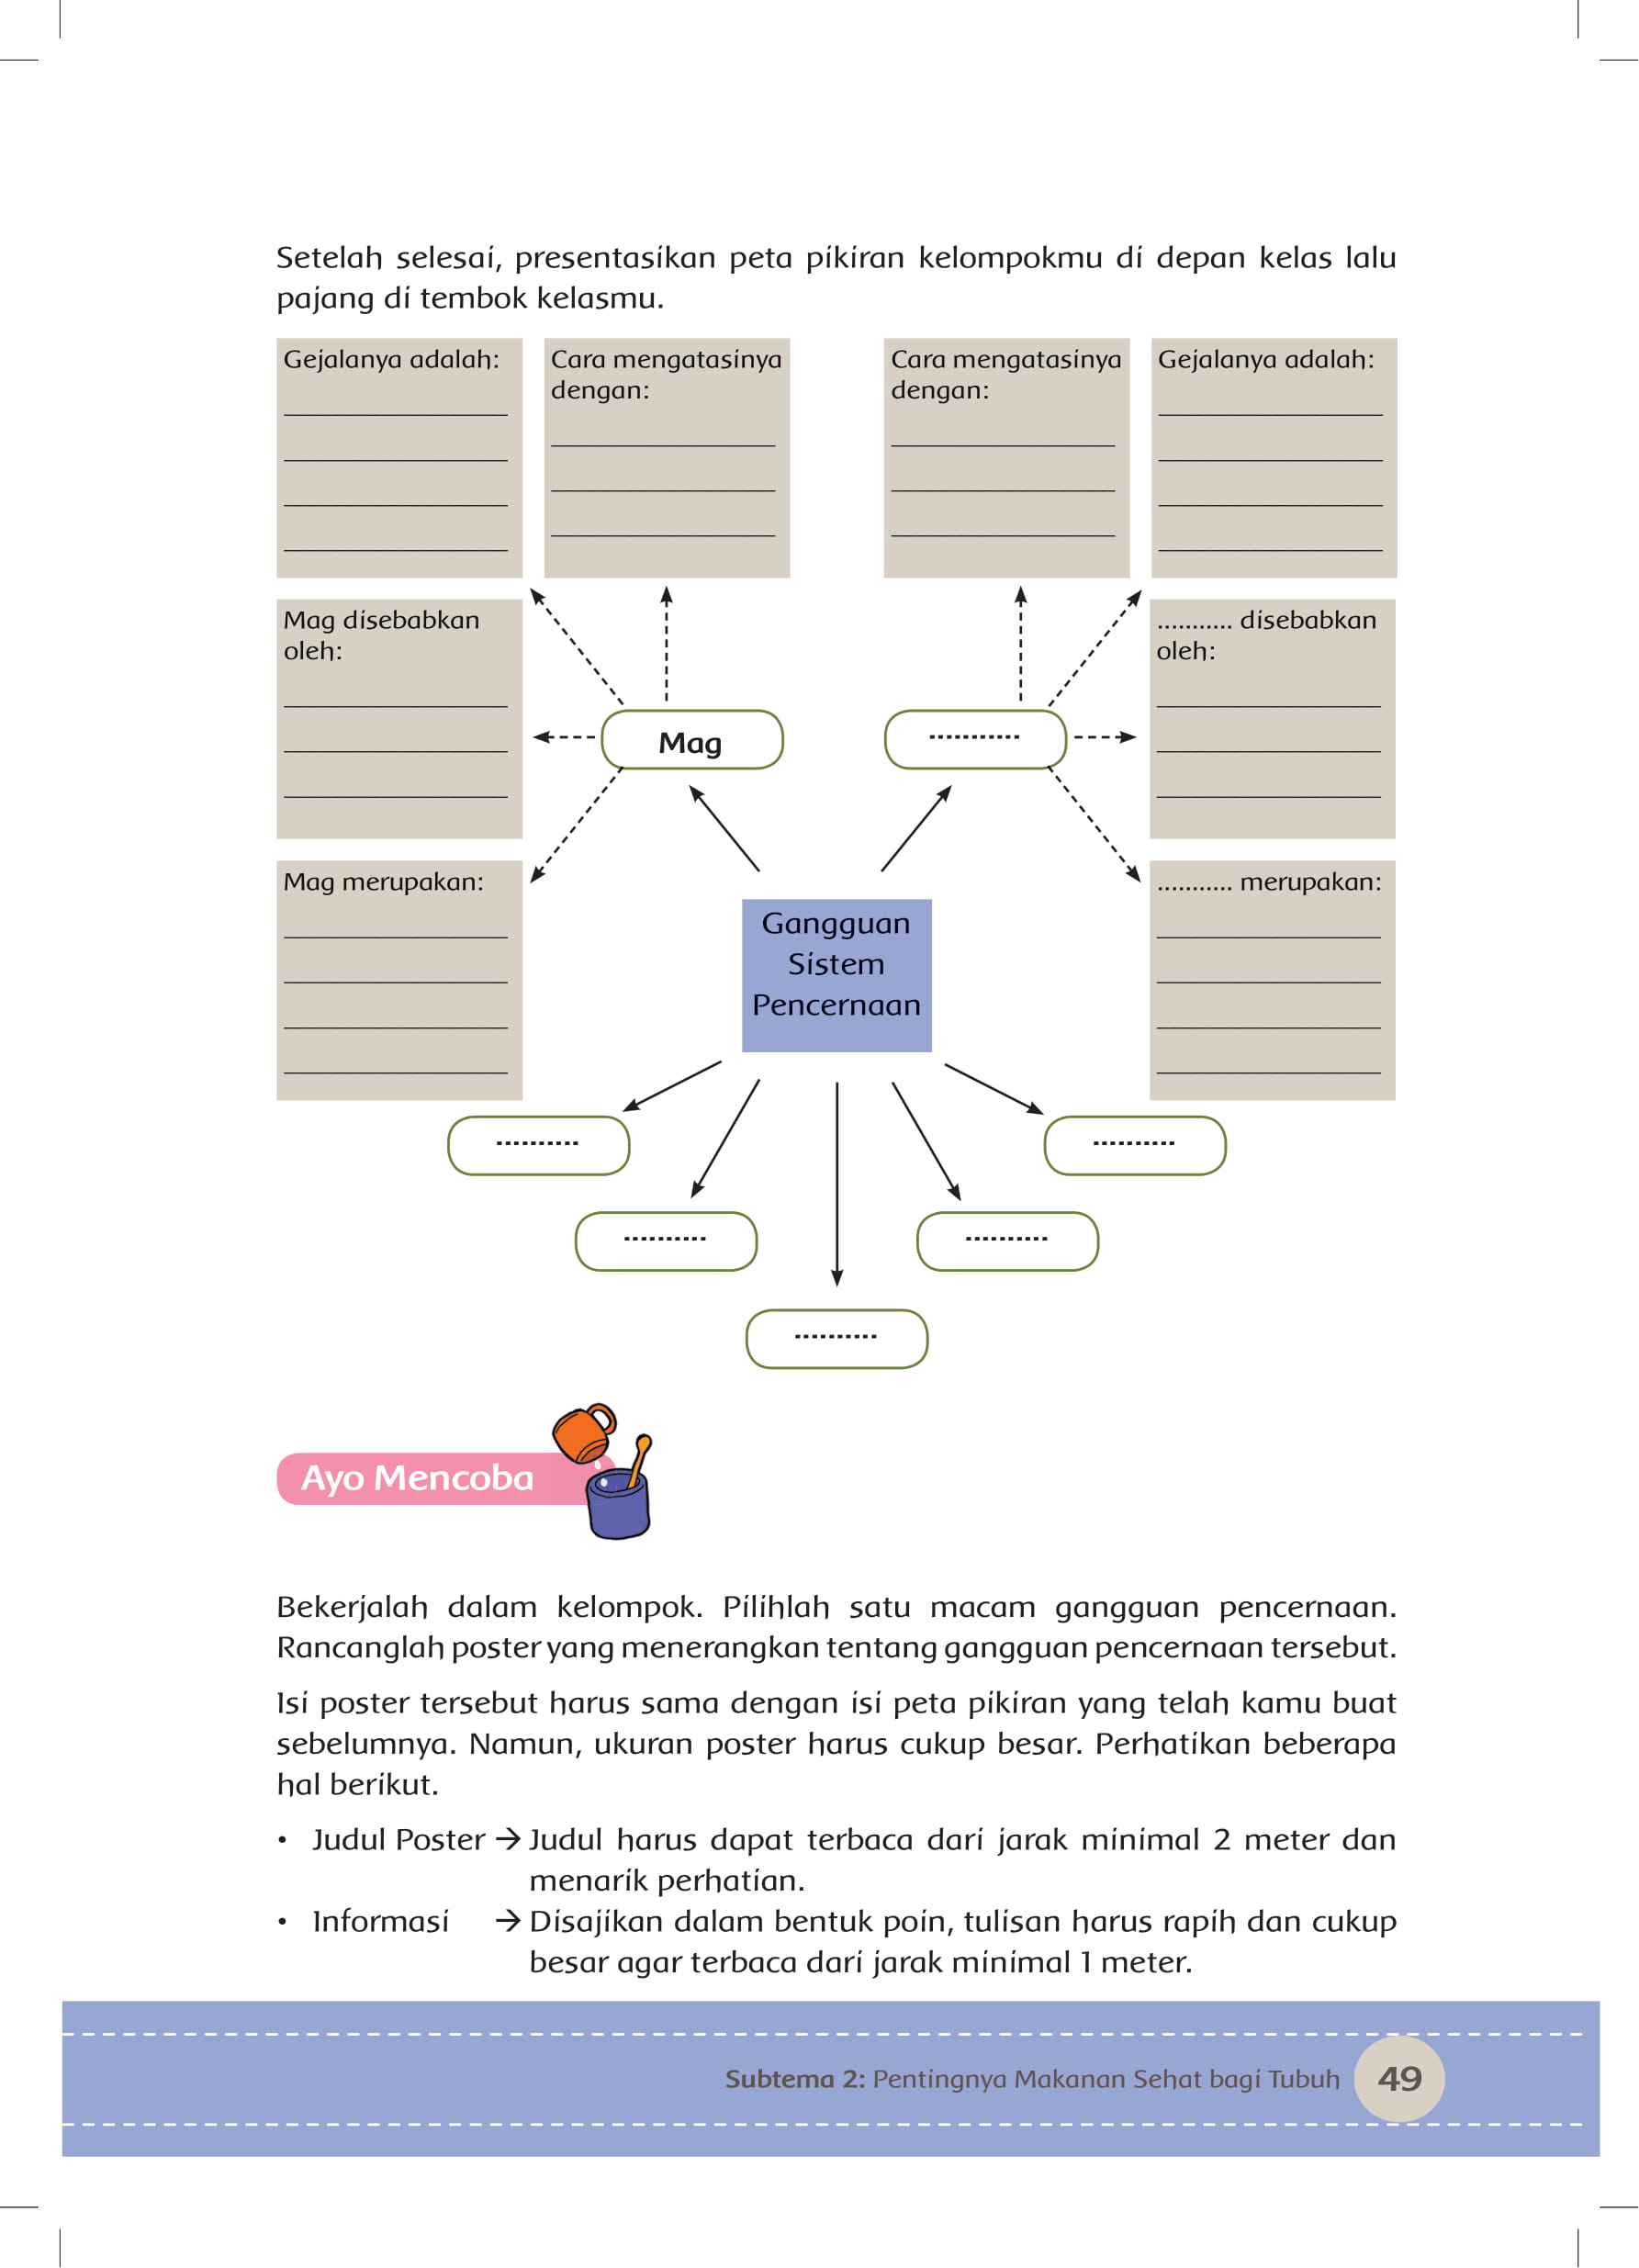 Setelah selesai, presentasikan peta pikiran kelompokmu di depan kelas lalu
pajang di tembok kelasmu.
Gejalanya adalah:
Cara mengatasinya
dengan:
Cara mengatasinya
dengan:
Gejalanya adalah:
Mag disebabkan
oleh:
........... disebabkan
oleh:
Mag
...........
Mag merupakan:
........... merupakan:
Gangguan
Sistem
Pencernaan
..........
..........
..........
..........
..........
Ayo Mencoba
Bekerjalah dalam kelompok. Pilihlah satu macam gangguan pencernaan.
Rancanglah poster yang menerangkan tentang gangguan pencernaan tersebut.
Isi poster tersebut harus sama dengan isi peta pikiran yang telah kamu buat
sebelumnya. Namun, ukuran poster harus cukup besar. Perhatikan beberapa
hal berikut.
• Judul Poster → Judul harus dapat terbaca dari jarak minimal 2 meter dan
menarik perhatian.
• Informasi → Disajikan dalam bentuk poin, tulisan harus rapih dan cukup
besar agar terbaca dari jarak minimal 1 meter.
Subtema 2: Pentingnya Makanan Sehat bagi Tubuh 49